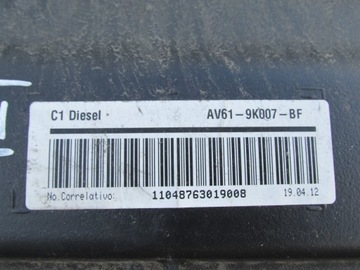 C1 Diesel
AV61-9K007-BF
No.Correlativo:
11048763019008
19.04.12